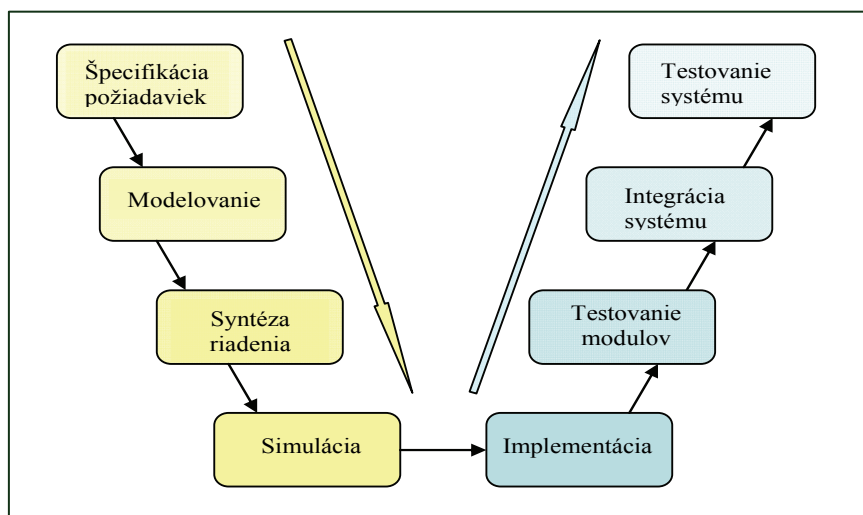 Špecifikácia
požiadaviek
Modelovanie
Syntéza
riadenia
Simulácia
Implementácia
Testovanie
modulov
Integrácia
systému
Testovanie
systému